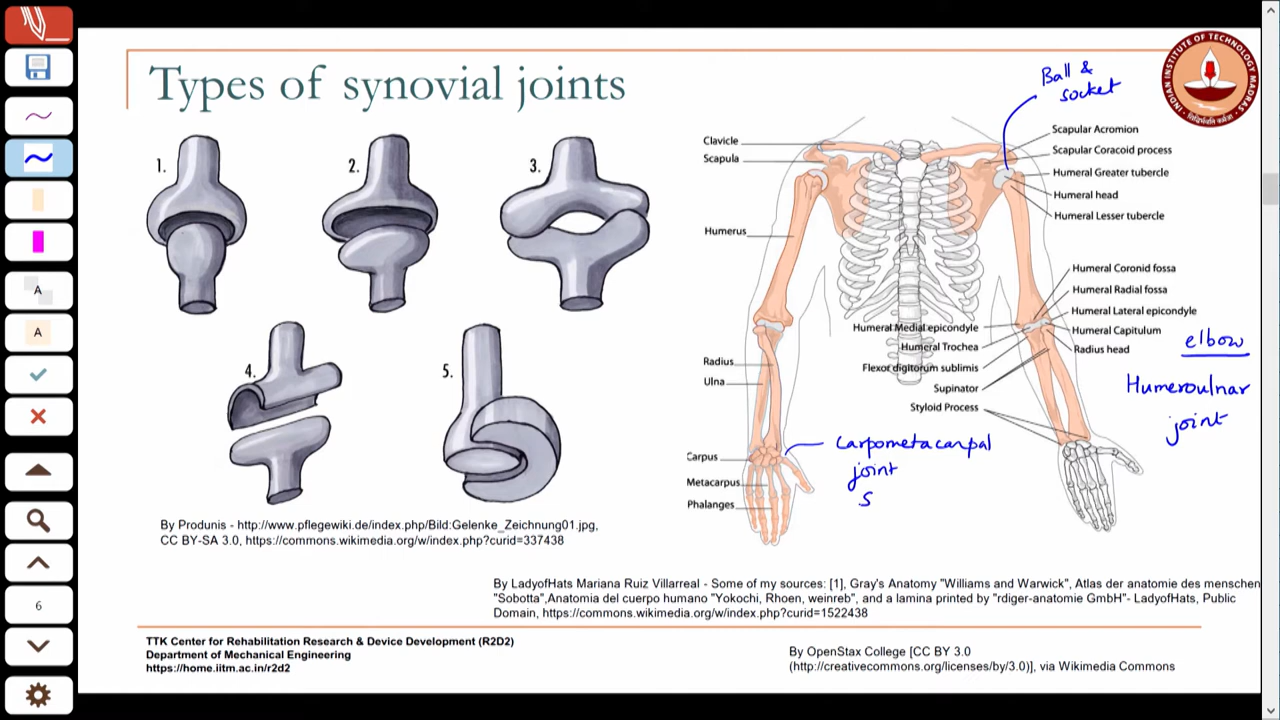 Types of synovial joints
1.
2.
3.
4.
5.
By Produnis - http://www.pflegewiki.de/index.php/Bild:Gelenke_Zeichnung01.jpg,
CC BY-SA 3.0, https://commons.wikimedia.org/w/index.php?curid=337438
Ball &
socket
Clavicle
Scapula
Humerus
Radius
Ulna
Carpus
Metacarpus
Phalanges
Scapular Acromion
Scapular Coracoid process
Humeral Greater tubercle
Humeral head
Humeral Lesser tubercle
Humeral Coronid fossa
Humeral Radial fossa
Humeral Lateral epicondyle
Humeral Capitulum
Radius head
Humeral Medial epicondyle
Humeral Trochea
Flexor digitorum sublimis
Supinator
Styloid Process
elbow
Humeroulnar
joint
Carpometacarpal
joint
S
By LadyofHats Mariana Ruiz Villarreal - Some of my sources: [1], Gray's Anatomy "Williams and Warwick", Atlas der anatomie des menschen
"Sobotta",Anatomia del cuerpo humano "Yokochi, Rhoen, weinreb", and a lamina printed by "rdiger-anatomie GmbH"- LadyofHats, Public
Domain, https://commons.wikimedia.org/w/index.php?curid=1522438
TTK Center for Rehabilitation Research & Device Development (R2D2)
Department of Mechanical Engineering
https://home.iitm.ac.in/r2d2
By OpenStax College [CC BY 3.0
(http://creativecommons.org/licenses/by/3.0)], via Wikimedia Commons
INDIAN INSTITUTE OF TECHNOLOGY MADRAS
A
A
6